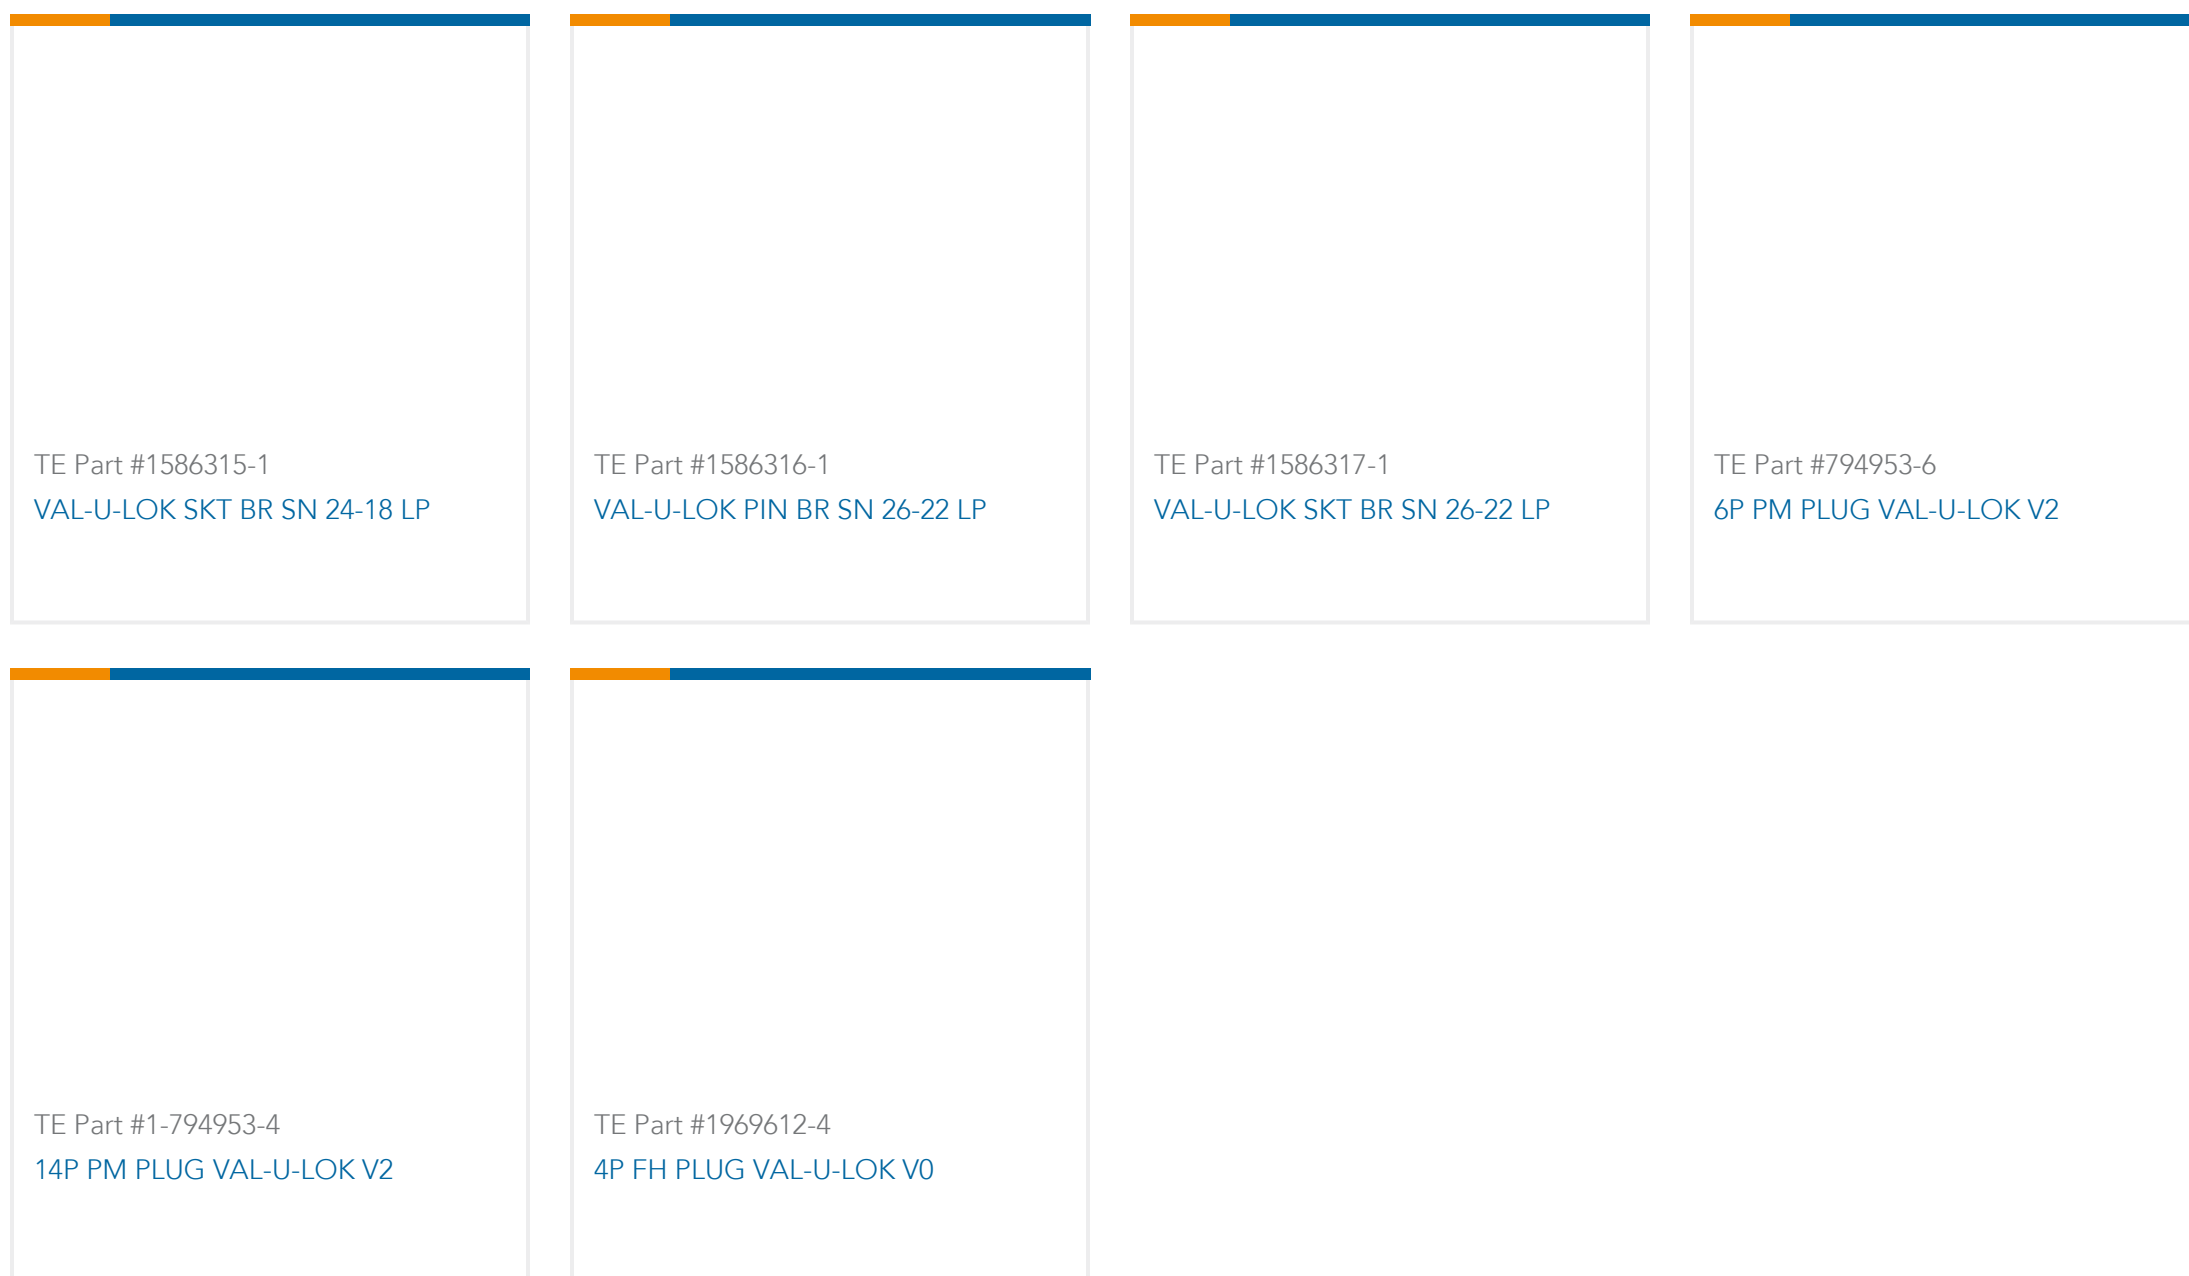 TE Part #1586315-1
VAL-U-LOK SKT BR SN 24-18 LP
TE Part #1586316-1
VAL-U-LOK PIN BR SN 26-22 LP
TE Part #1586317-1
VAL-U-LOK SKT BR SN 26-22 LP
TE Part #794953-6
6P PM PLUG VAL-U-LOK V2
TE Part #1-794953-4
14P PM PLUG VAL-U-LOK V2
TE Part #1969612-4
4P FH PLUG VAL-U-LOK V0